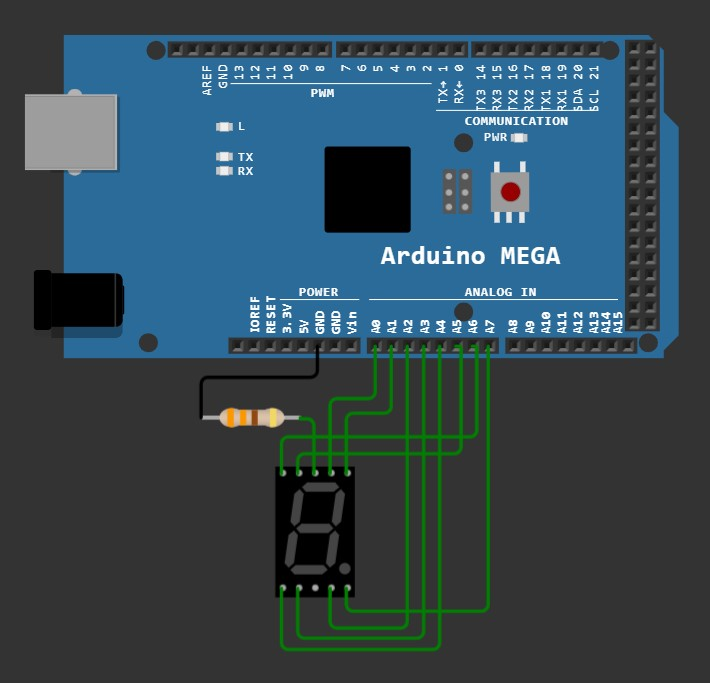 AREF GND 13 12 11 10 9 8 7 6 5 4 3 2 TX→ 1 RX← 0 TX3 14 RX3 15 TX2 16 RX2 17 TX1 18 RX1 19 SDA 20 SCL 21
PWM
COMMUNICATION
L
PWR
TX
RX
Arduino MEGA
POWER ANALOG IN
IOREF RESET 3.3V 5V GND GND Vin A0 A1 A2 A3 A4 A5 A6 A7 A8 A9 A10 A11 A12 A13 A14 A15